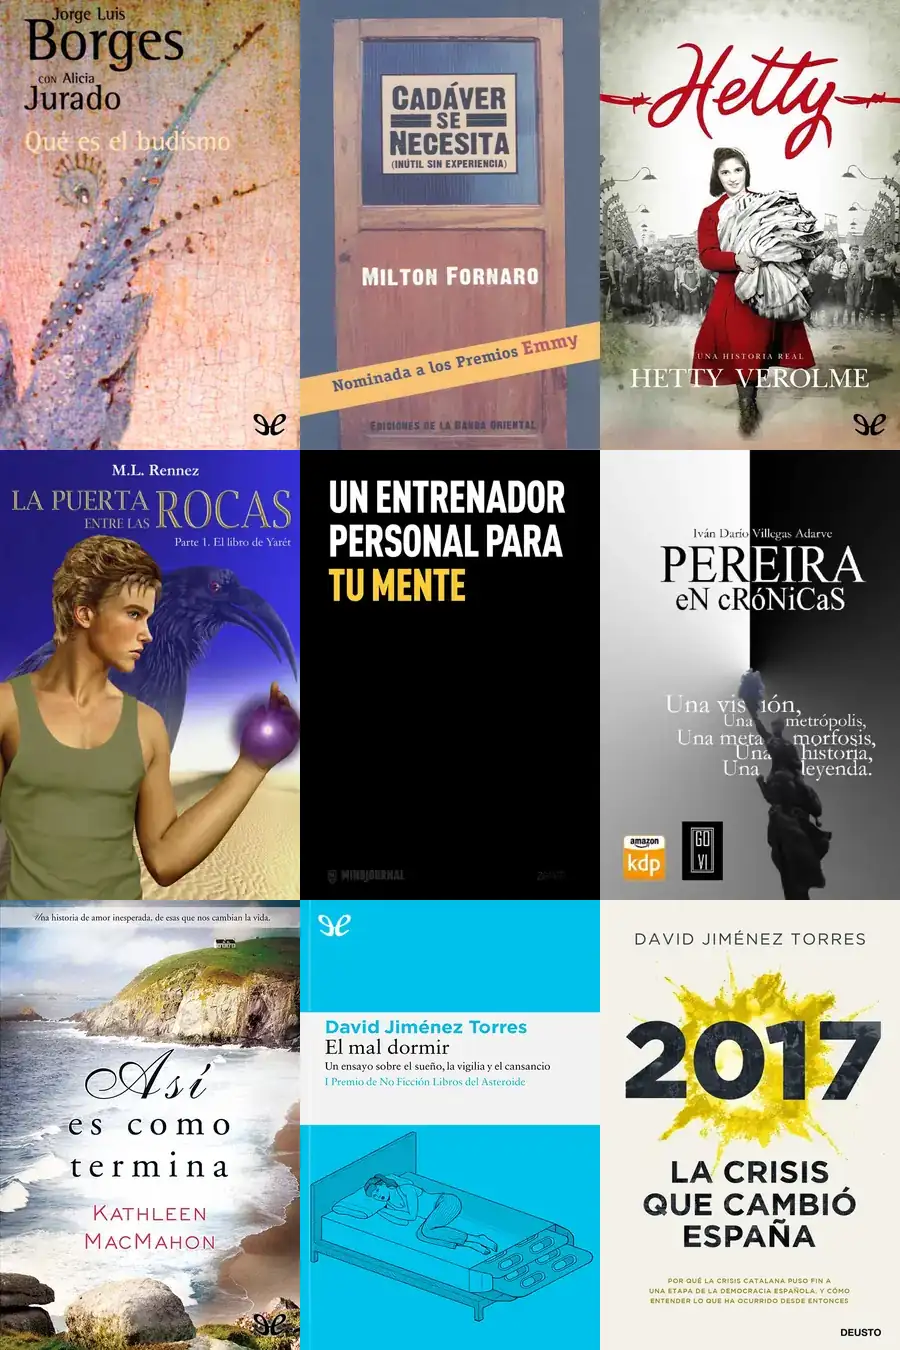 Jorge Luis
Borges
CON Alicia
Jurado
Qué es el budismo
CADÁVER
SE
NECESITA
(INÚTIL SIN EXPERIENCIA)
MILTON FORNARO
Nominada a los Premios Emmy
EDICIONES DE LA BANDA ORIENTAL
Hetty
UNA HISTORIA REAL
HETTY VEROLME
M.L. Rennez
LA PUERTA
ENTRE LAS
ROCAS
Parte 1. El libro de Yarét
UN ENTRENADOR
PERSONAL PARA
TU MENTE
MINDJOURNAL
Iván Darío Villegas Adarve
PEREIRA
eN cRóNiCaS
Una visión,
Una metrópolis,
Una metamorfosis,
Una historia,
Una leyenda.
amazon
kdp
GO
VI
Una historia de amor inesperada, de esas que nos cambian la vida.
Así
es como
termina
KATHLEEN
MACMAHON
David Jiménez Torres
El mal dormir
Un ensayo sobre el sueño, la vigilia y el cansancio
I Premio de No Ficción Libros del Asteroide
DAVID JIMÉNEZ TORRES
2017
LA CRISIS
QUE CAMBIÓ
ESPAÑA
POR QUÉ LA CRISIS CATALANA PUSO FIN A
UNA ETAPA DE LA DEMOCRACIA ESPAÑOLA, Y CÓMO
ENTENDER LO QUE HA OCURRIDO DESDE ENTONCES
DEUSTO